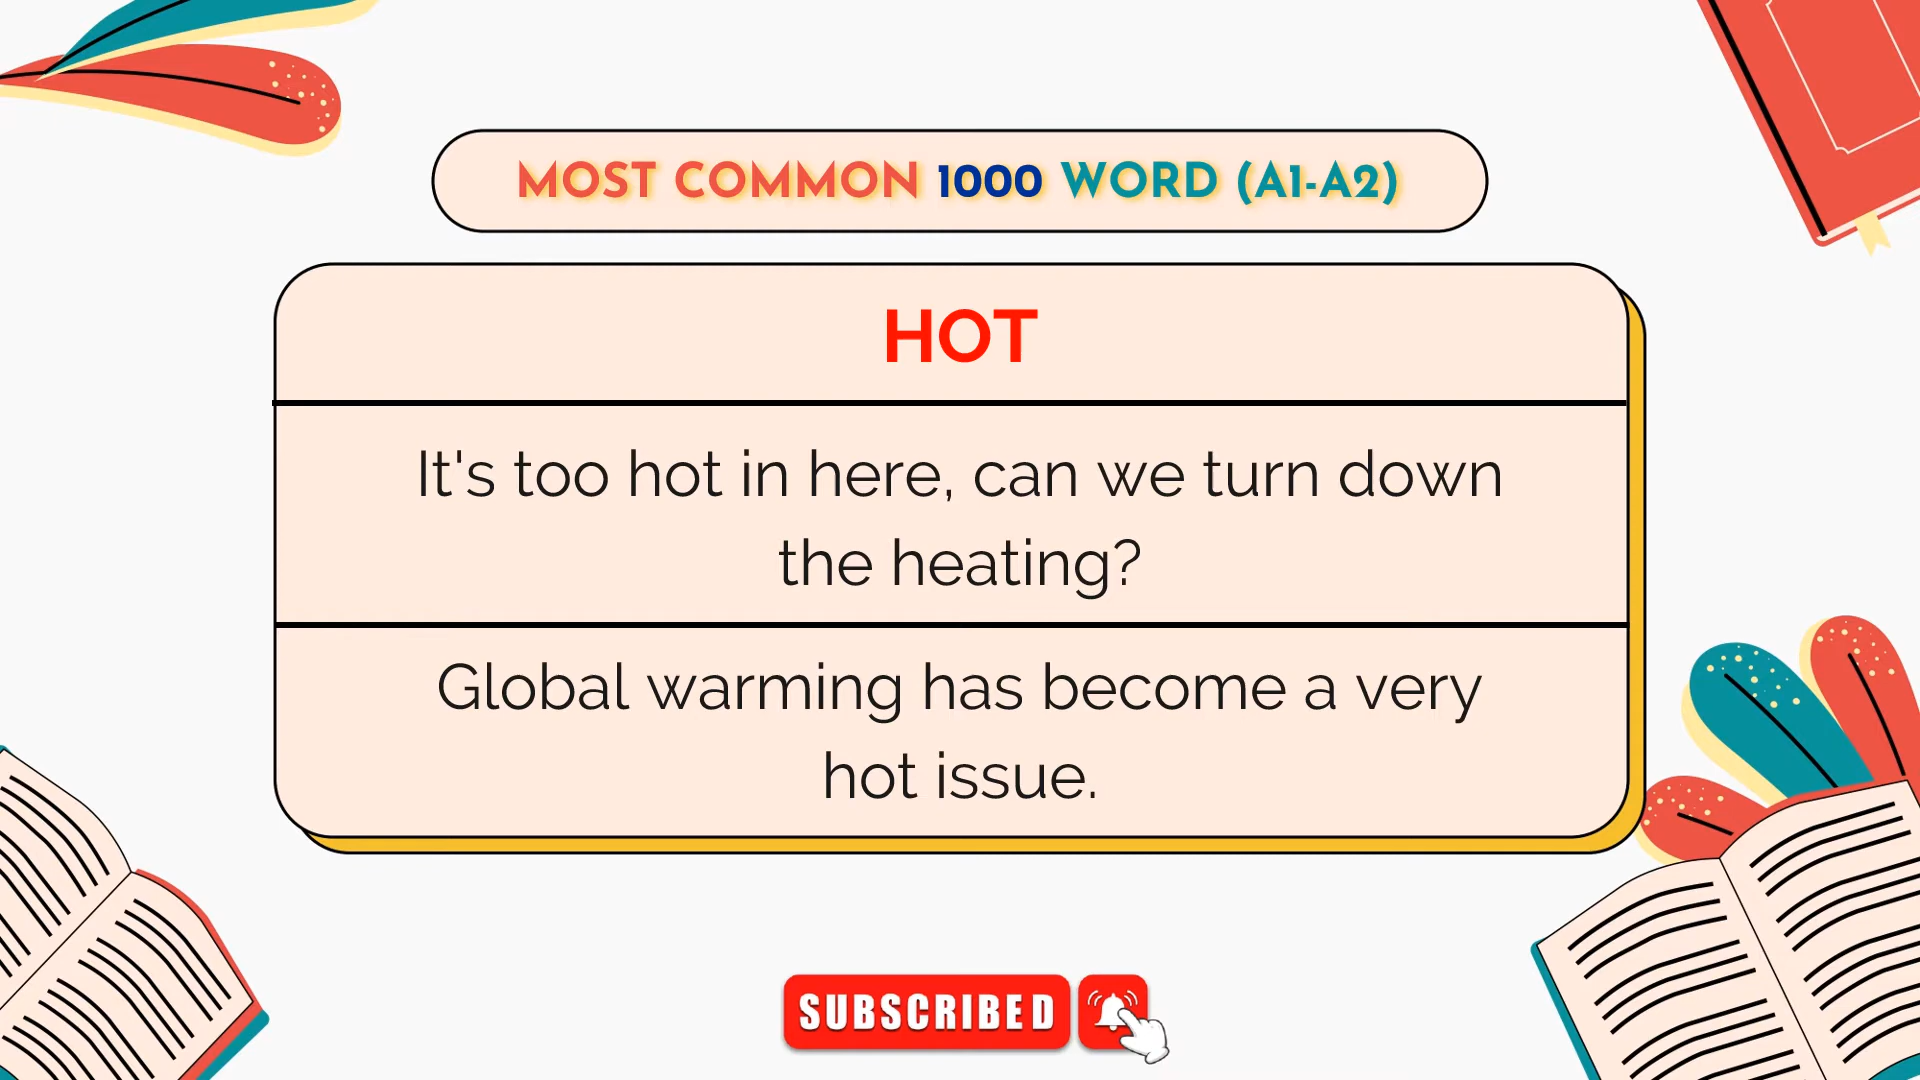 MOST COMMON 1000 WORD (A1-A2)
HOT
It's too hot in here, can we turn down
the heating?
Global warming has become a very
hot issue.
SUBSCRIBED